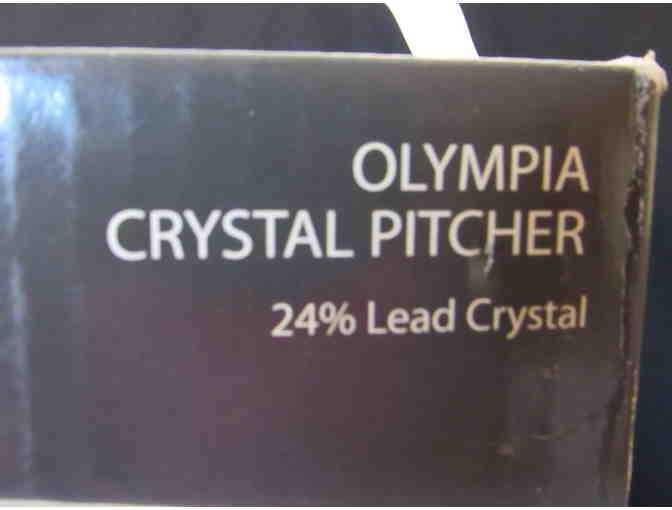 OLYMPIA
CRYSTAL PITCHER
24% Lead Crystal